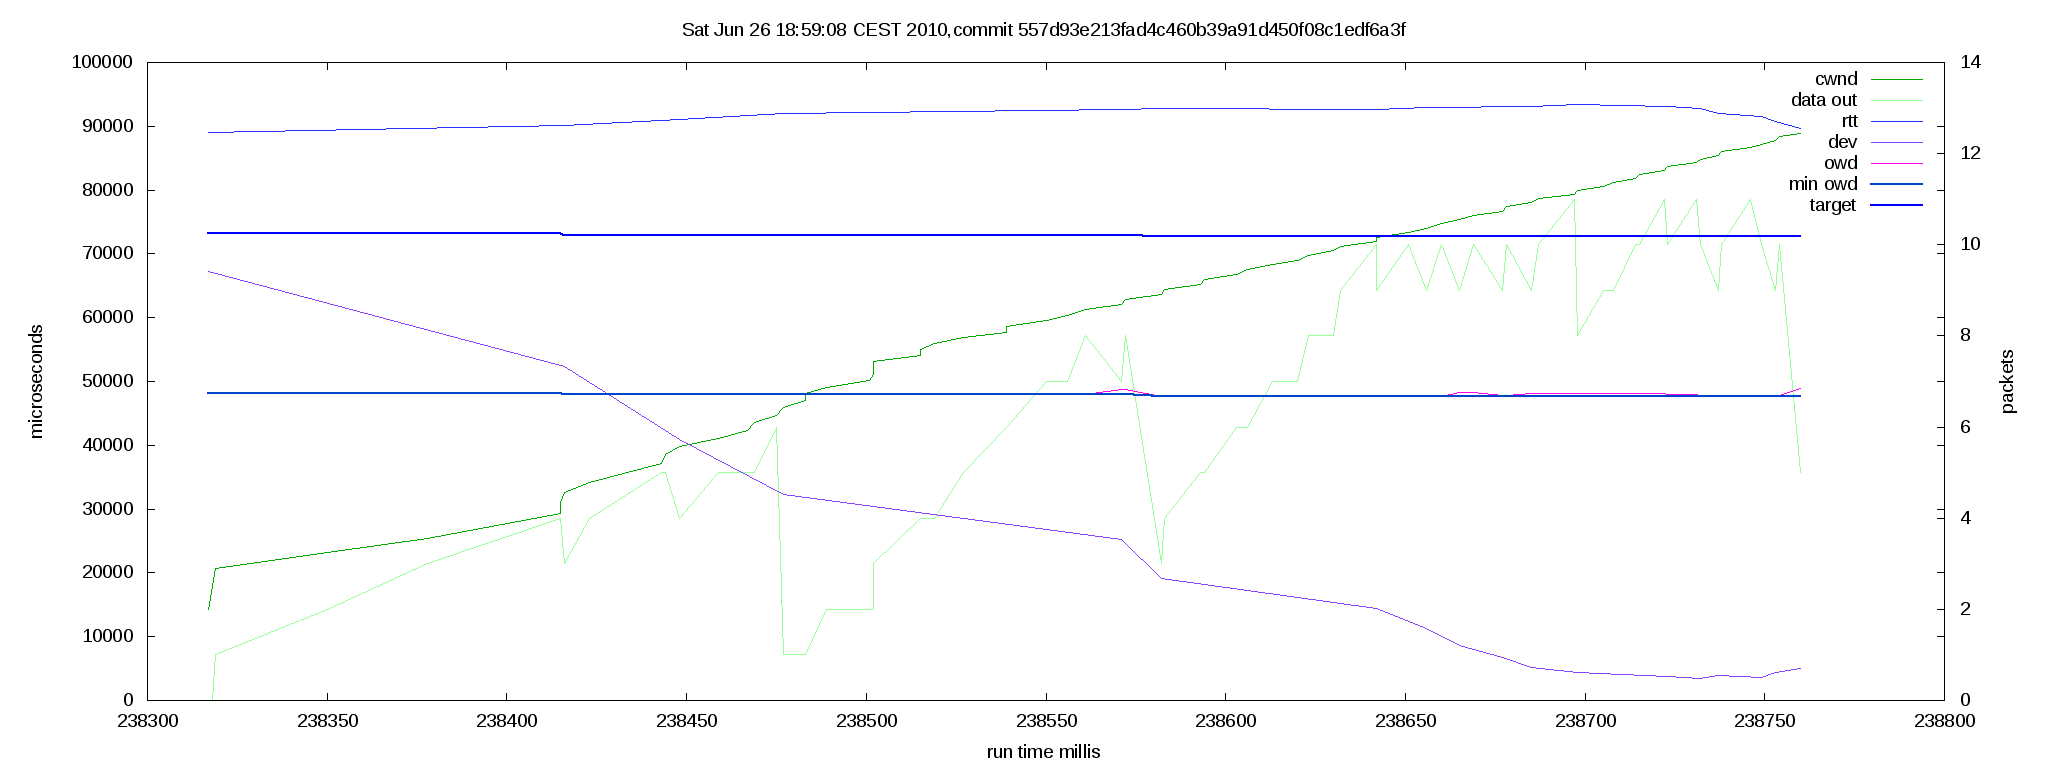 Sat Jun 26 18:59:08 CEST 2010,commit 557d93e213fad4c460b39a91d450f08c1edf6a3f
100000
90000
80000
70000
60000
50000
40000
30000
20000
10000
0
microseconds
14
12
10
8
6
4
2
0
packets
cwnd
data out
rtt
dev
owd
min owd
target
238300 238350 238400 238450 238500 238550 238600 238650 238700 238750 238800
run time millis